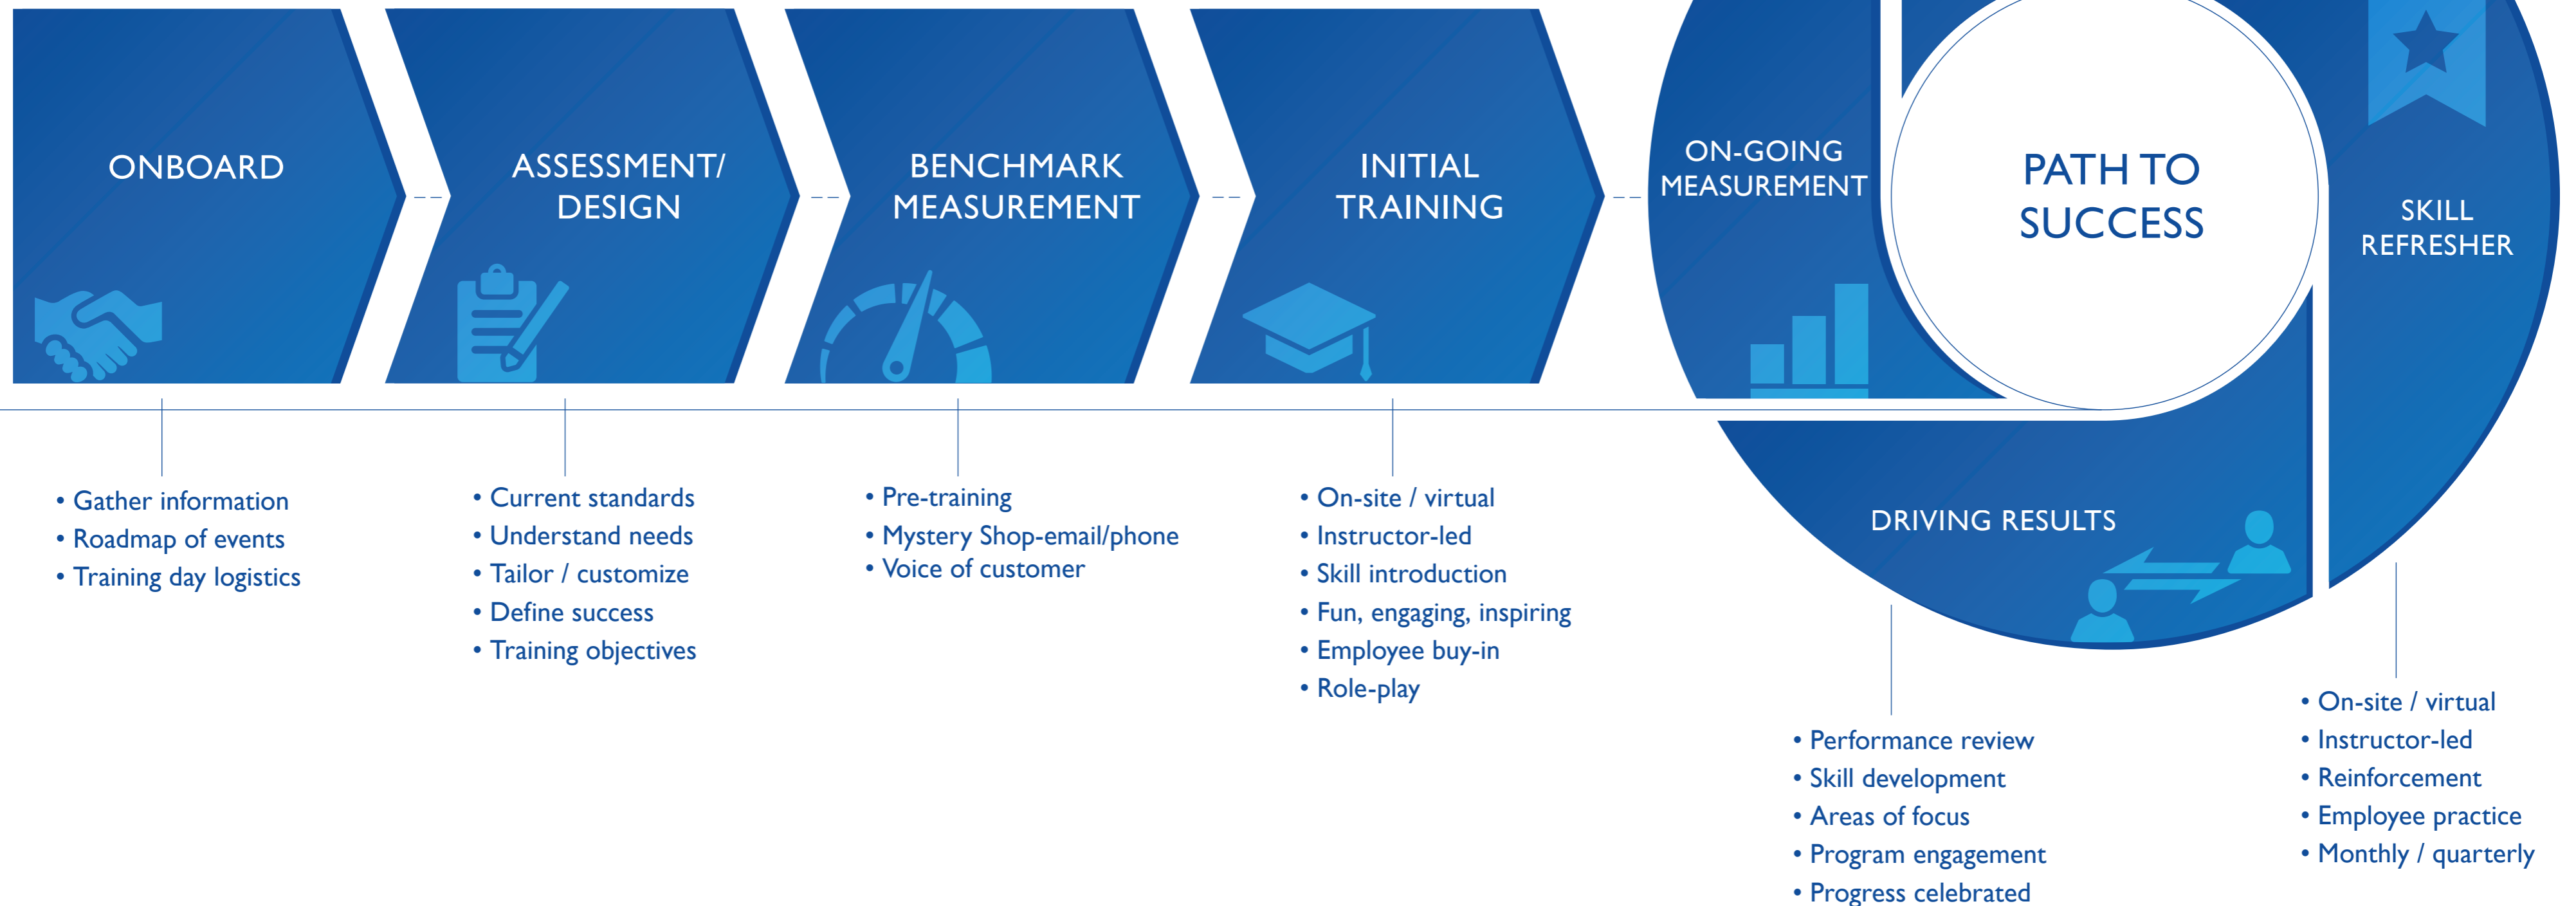 ONBOARD
ASSESSMENT/
DESIGN
BENCHMARK
MEASUREMENT
INITIAL
TRAINING
ON-GOING
MEASUREMENT
PATH TO
SUCCESS
SKILL
REFRESHER
DRIVING RESULTS
• Gather information
• Roadmap of events
• Training day logistics
• Current standards
• Understand needs
• Tailor / customize
• Define success
• Training objectives
• Pre-training
• Mystery Shop-email/phone
• Voice of customer
• On-site / virtual
• Instructor-led
• Skill introduction
• Fun, engaging, inspiring
• Employee buy-in
• Role-play
• Performance review
• Skill development
• Areas of focus
• Program engagement
• Progress celebrated
• On-site / virtual
• Instructor-led
• Reinforcement
• Employee practice
• Monthly / quarterly